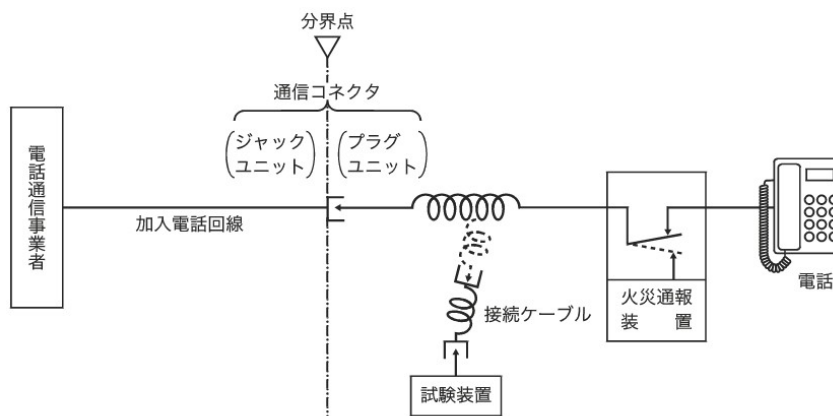 分界点
通信コネクタ
ジャック
ユニット
プラグ
ユニット
電話通信事業者
加入電話回線
接続ケーブル
試験装置
火災通報
装置
電話